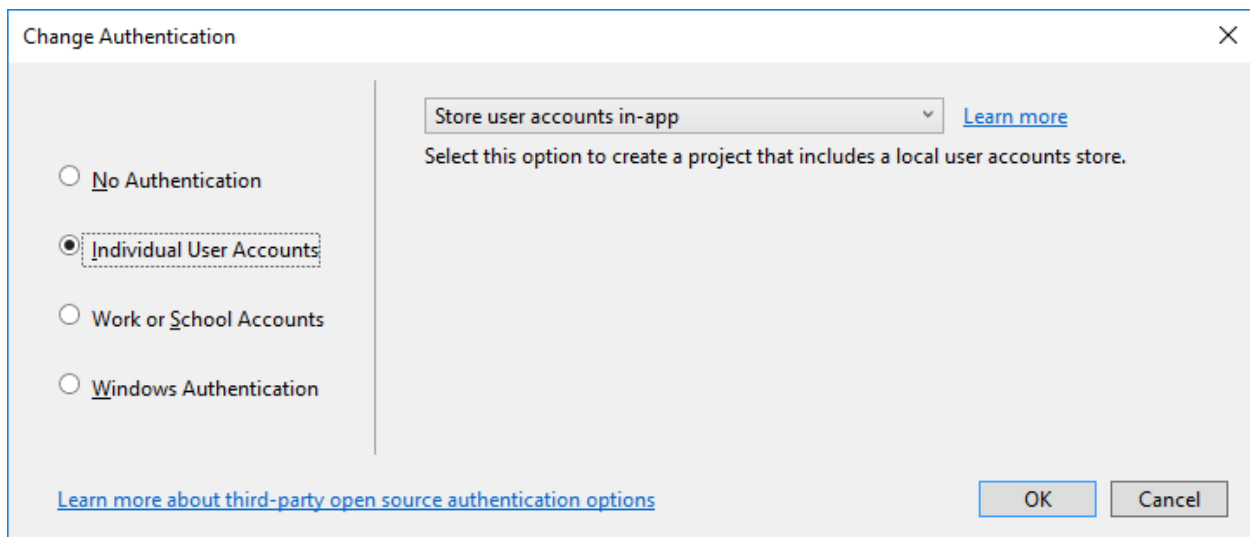 Change Authentication
Store user accounts in-app
Learn more
Select this option to create a project that includes a local user accounts store.
No Authentication
Individual User Accounts
Work or School Accounts
Windows Authentication
Learn more about third-party open source authentication options
OK
Cancel